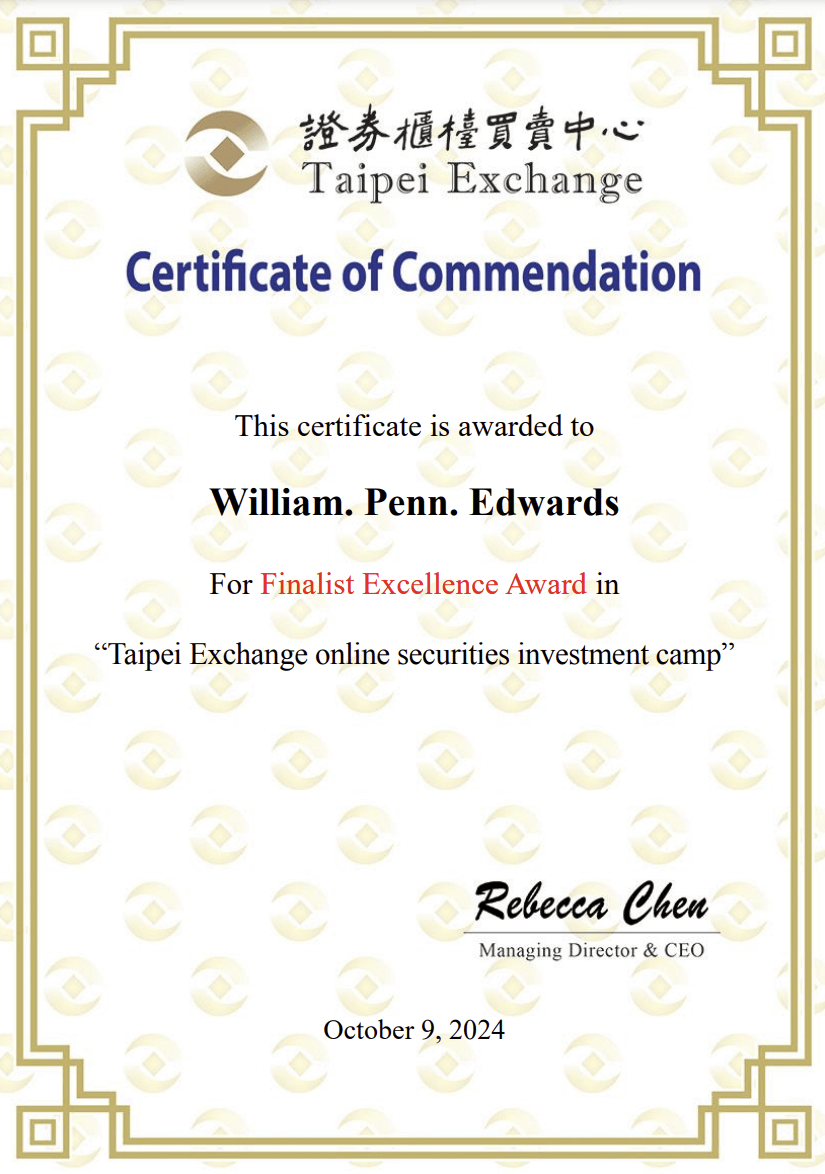 證券櫃檯買賣中心
Taipei Exchange
Certificate of Commendation
This certificate is awarded to
William. Penn. Edwards
For Finalist Excellence Award in
“Taipei Exchange online securities investment camp”
Rebecca Chen
Managing Director & CEO
October 9, 2024